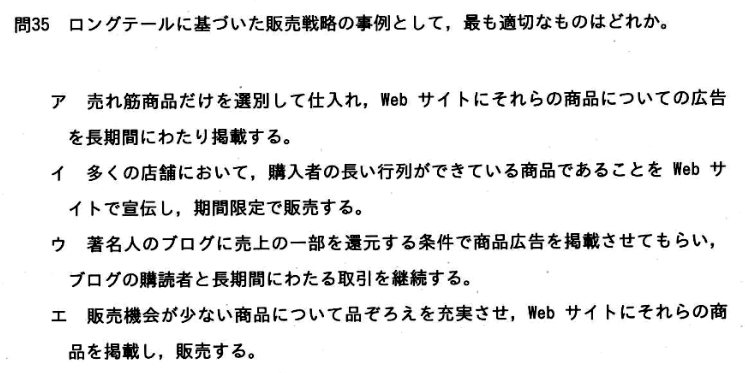 問35 ロングテールに基づいた販売戦略の事例として，最も適切なものはどれか。
ア 売れ筋商品だけを選別して仕入れ，Web サイトにそれらの商品についての広告
を長期間にわたり掲載する。
イ 多くの店舗において，購入者の長い行列ができている商品であることを Web サ
イトで宣伝し，期間限定で販売する。
ウ 著名人のブログに売上の一部を還元する条件で商品広告を掲載させてもらい，
ブログの購読者と長期間にわたる取引を継続する。
エ 販売機会が少ない商品について品ぞろえを充実させ，Web サイトにそれらの商
品を掲載し，販売する。